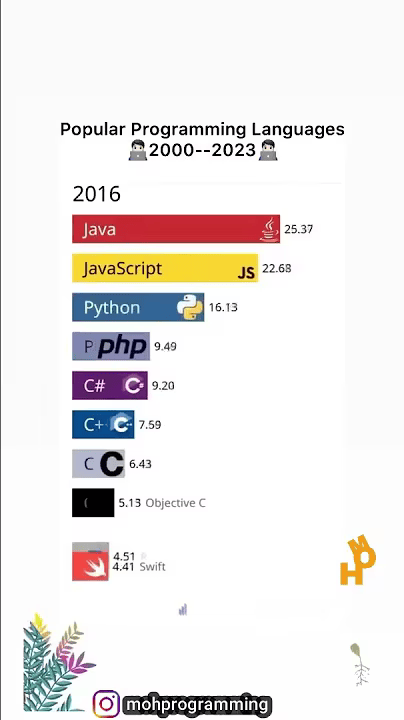 Popular Programming Languages
2000--2023
2016
Java 25.37
JavaScript JS 22.68
Python 16.13
P php 9.49
C# C 9.20
C+ C++ 7.59
C C 6.43
( 5.13 Objective C
4.51 R
4.41 Swift
MOH
mohprogramming